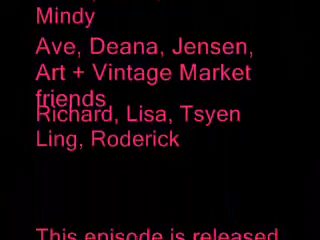 Mindy
Ave, Deana, Jensen,
Art + Vintage Market
friends
Richard, Lisa, Tsyen
Ling, Roderick
This episode is released